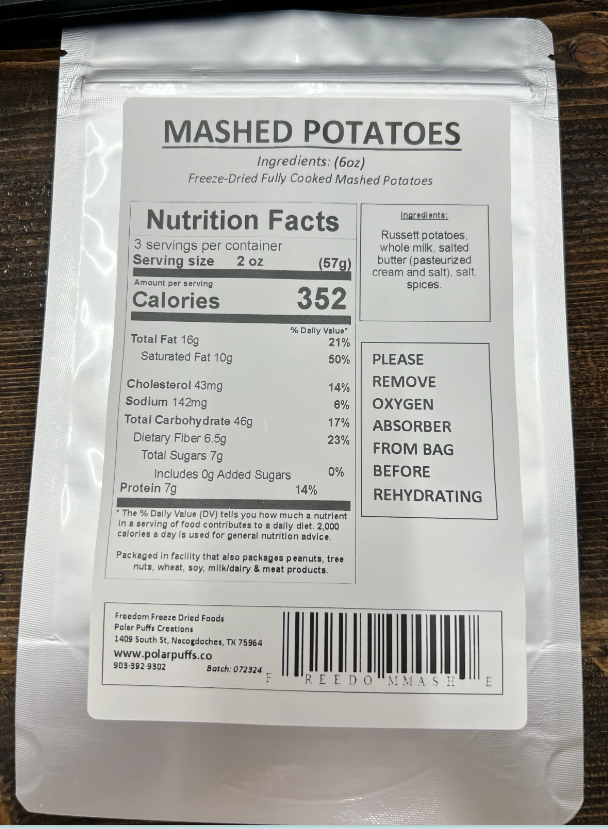 MASHED POTATOES
Ingredients: (6oz)
Freeze-Dried Fully Cooked Mashed Potatoes
Nutrition Facts
3 servings per container
Serving size 2 oz (57g)
Amount per serving
Calories 352
% Daily Value*
Total Fat 16g 21%
Saturated Fat 10g 50%
Cholesterol 43mg 14%
Sodium 142mg 6%
Total Carbohydrate 46g 17%
Dietary Fiber 6.5g 23%
Total Sugars 7g
Includes 0g Added Sugars 0%
Protein 7g 14%
* The % Daily Value (DV) tells you how much a nutrient
in a serving of food contributes to a daily diet. 2,000
calories a day is used for general nutrition advice.
Packaged in facility that also packages peanuts, tree
nuts, wheat, soy, milk/dairy & meat products.
Ingredients:
Russett potatoes,
whole milk, salted
butter (pasteurized
cream and salt), salt,
spices.
PLEASE
REMOVE
OXYGEN
ABSORBER
FROM BAG
BEFORE
REHYDRATING
Freedom Freeze Dried Foods
Polar Puffs Creations
1409 South St, Nacogdoches, TX 75964
www.polarpuffs.co
903-392-9302 Batch: 072324
F REEDO MMASH E